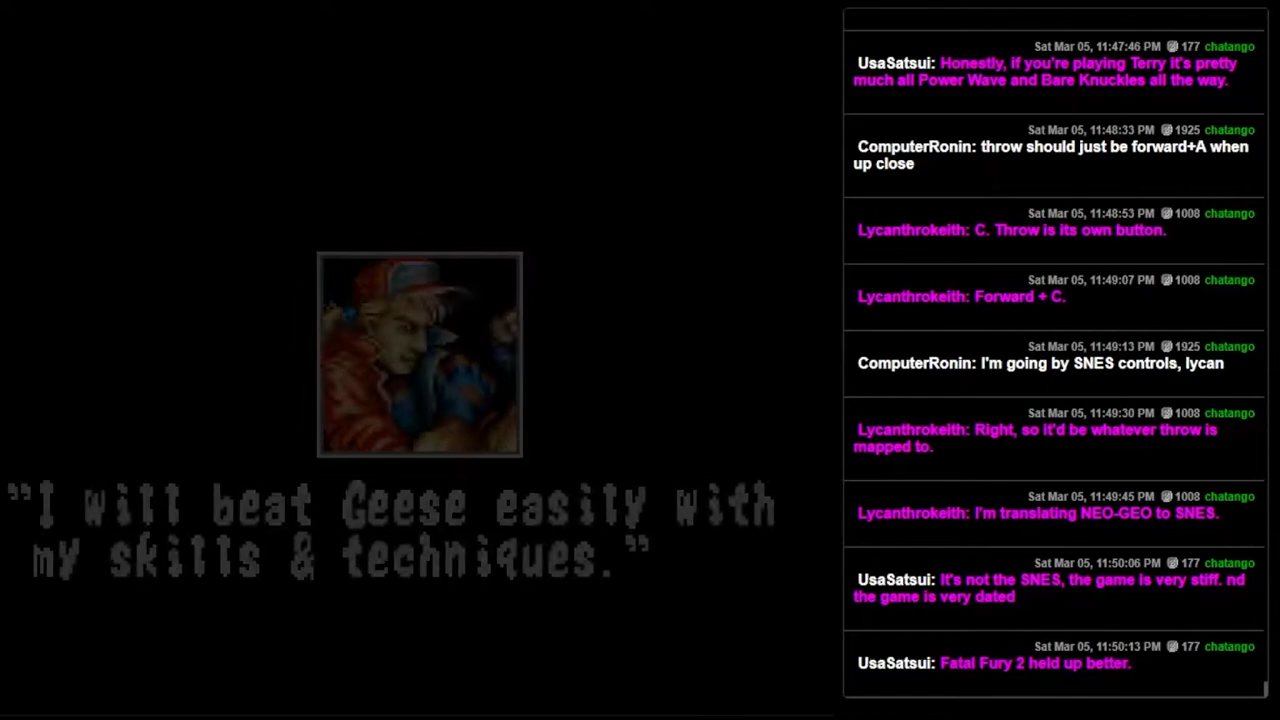 "I will beat Geese easily with
my skills & techniques."
Sat Mar 05, 11:47:46 PM 177 chatango
UsaSatsui: Honestly, if you're playing Terry it's pretty
much all Power Wave and Bare Knuckles all the way.
Sat Mar 05, 11:48:33 PM 1925 chatango
ComputerRonin: throw should just be forward+A when
up close
Sat Mar 05, 11:48:53 PM 1008 chatango
Lycanthrokeith: C. Throw is its own button.
Sat Mar 05, 11:49:07 PM 1008 chatango
Lycanthrokeith: Forward + C.
Sat Mar 05, 11:49:13 PM 1925 chatango
ComputerRonin: I'm going by SNES controls, lycan
Sat Mar 05, 11:49:30 PM 1008 chatango
Lycanthrokeith: Right, so it'd be whatever throw is
mapped to.
Sat Mar 05, 11:49:45 PM 1008 chatango
Lycanthrokeith: I'm translating NEO-GEO to SNES.
Sat Mar 05, 11:50:06 PM 177 chatango
UsaSatsui: It's not the SNES, the game is very stiff. nd
the game is very dated
Sat Mar 05, 11:50:13 PM 177 chatango
UsaSatsui: Fatal Fury 2 held up better.